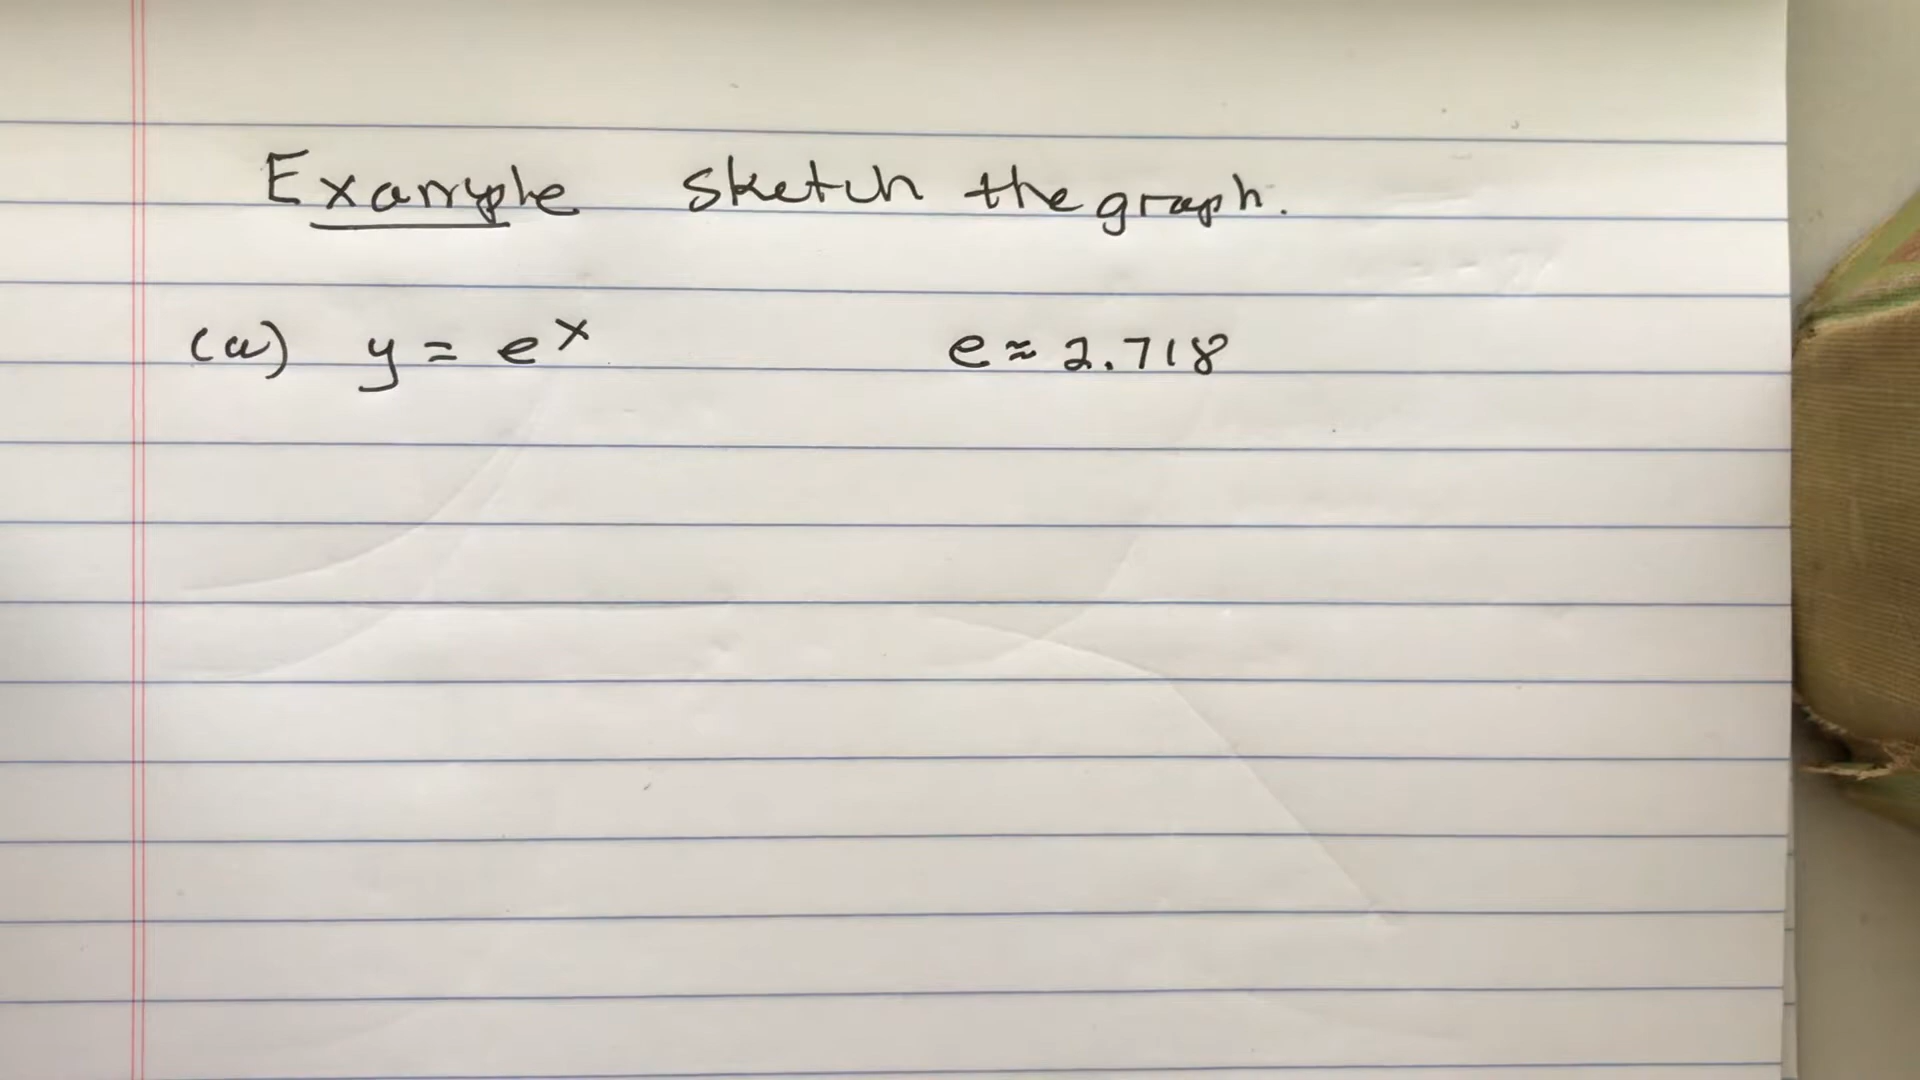 Example sketch the graph.
(a) y = e^x e ≈ 2.718